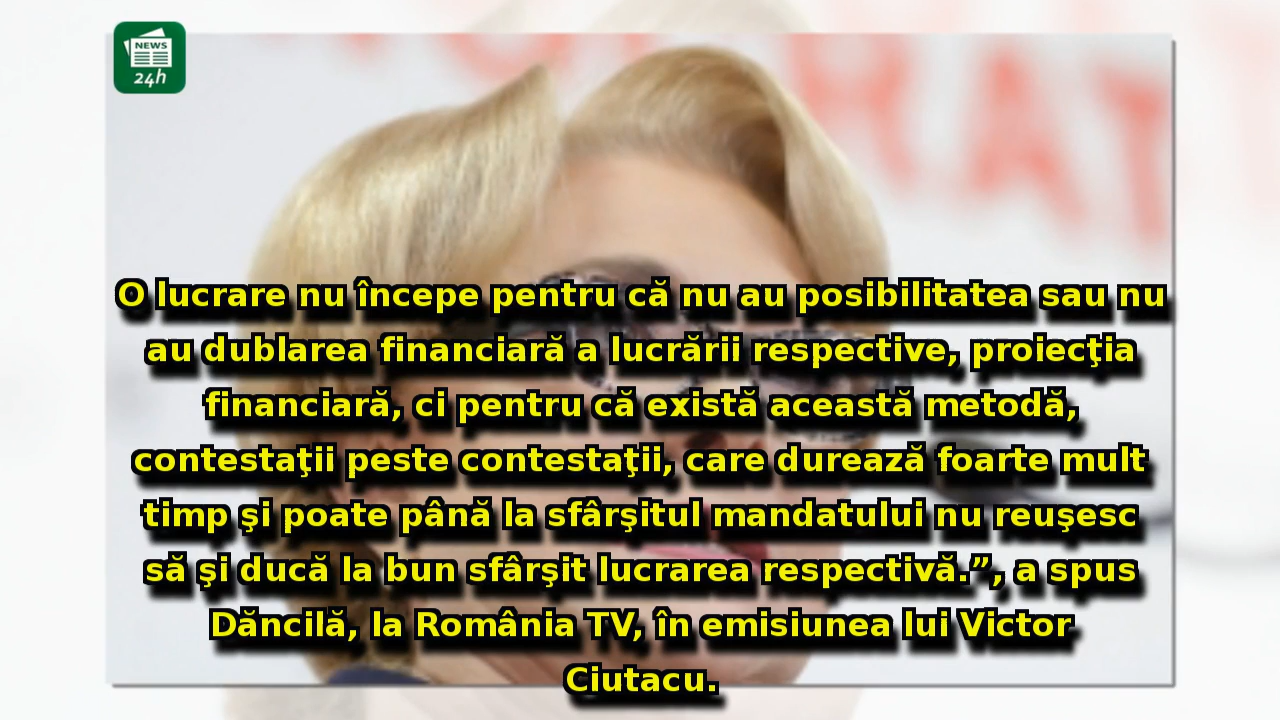 NEWS
24h
O lucrare nu începe pentru că nu au posibilitatea sau nu
au dublarea financiară a lucrării respective, proiecţia
financiară, ci pentru că există această metodă,
contestaţii peste contestaţii, care durează foarte mult
timp şi poate până la sfârşitul mandatului nu reuşesc
să şi ducă la bun sfârşit lucrarea respectivă.”, a spus
Dăncilă, la România TV, în emisiunea lui Victor
Ciutacu.